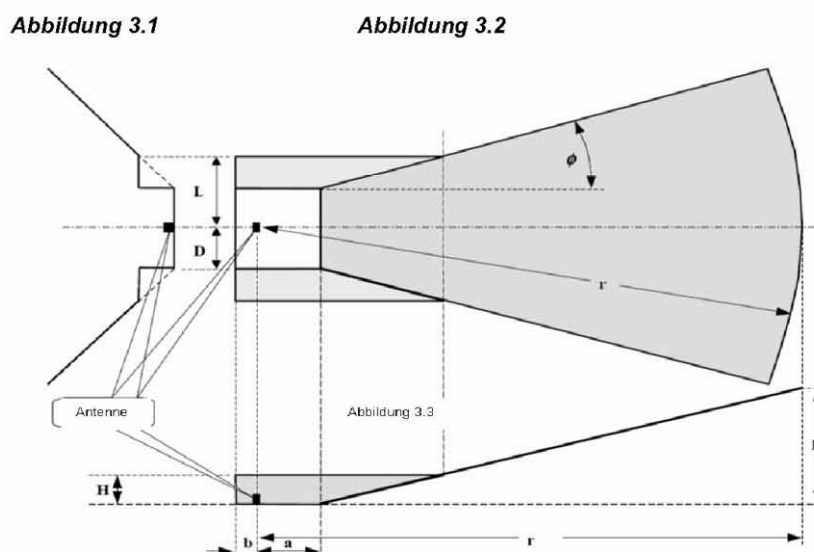 Abbildung 3.1
Abbildung 3.2
ϕ
L
D
r
Antenne
Abbildung 3.3
H
b
a
r